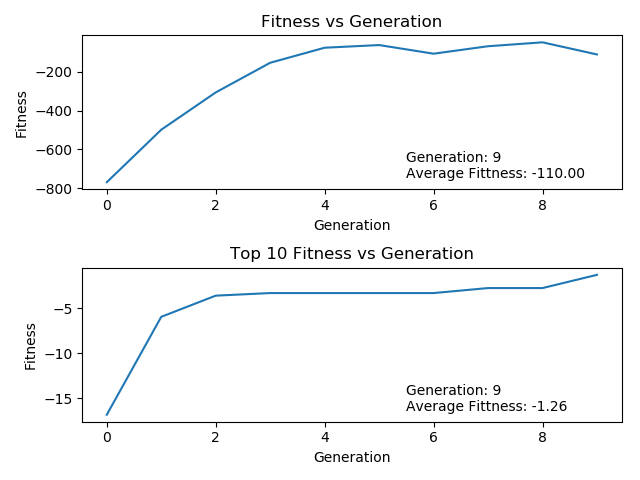 Fitness vs Generation
−200
−400
−600
−800
Fitness
Generation: 9
Average Fittness: -110.00
0 2 4 6 8
Generation
Top 10 Fitness vs Generation
−5
−10
−15
Fitness
Generation: 9
Average Fittness: -1.26
0 2 4 6 8
Generation